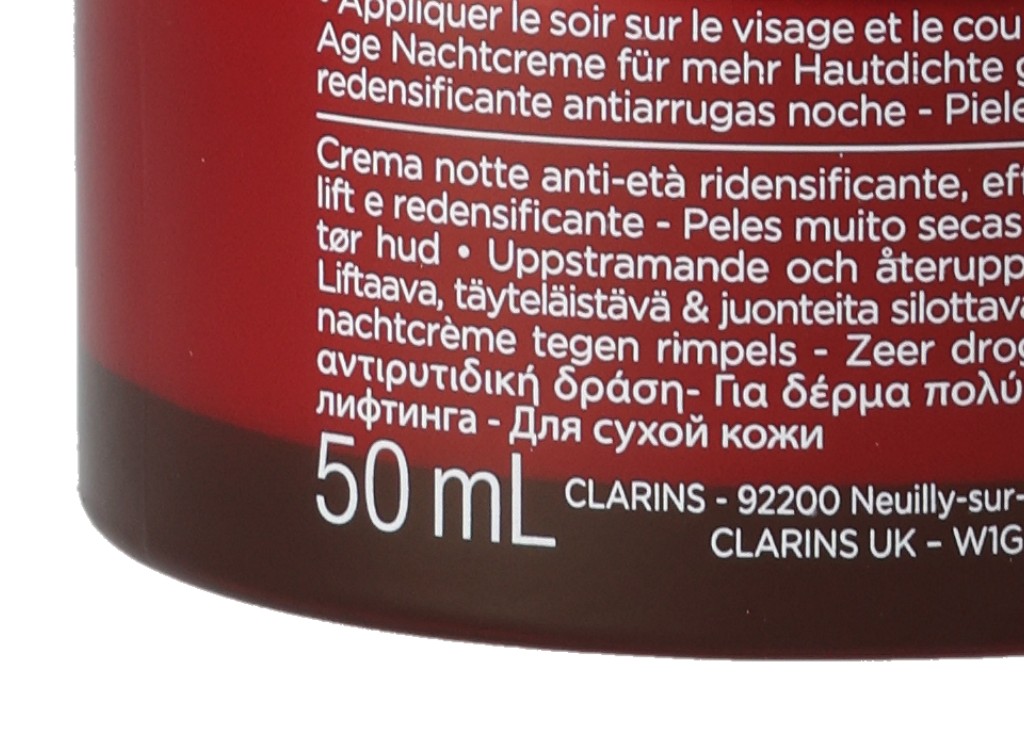 • Appliquer le soir sur le visage et le cou
Age Nachtcreme für mehr Hautdichte
redensificante antiarrugas noche - Piele
Crema notte anti-età ridensificante, eff
lift e redensificante - Peles muito secas
tør hud • Uppstramande och återupp
Liftaava, täyteläistävä & juonteita silottava
nachtcrème tegen rimpels - Zeer drog
αντιρυτιδική δράση- Για δέρμα πολύ
лифтинга - Для сухой кожи
50 mL
CLARINS - 92200 Neuilly-sur-
CLARINS UK - W1G